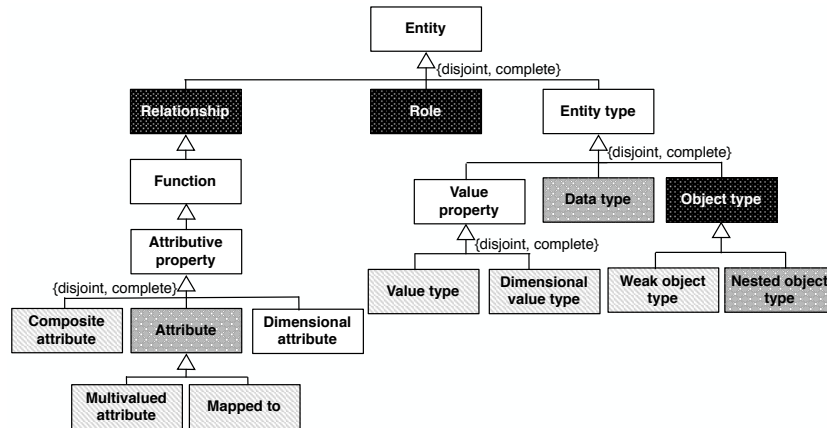 Entity
{disjoint, complete}
Relationship
Role
Entity type
{disjoint, complete}
Function
Value
property
Data type
Object type
Attributive
property
{disjoint, complete}
{disjoint, complete}
Value type
Dimensional
value type
Weak object
type
Nested object
type
Composite
attribute
Attribute
Dimensional
attribute
Multivalued
attribute
Mapped to